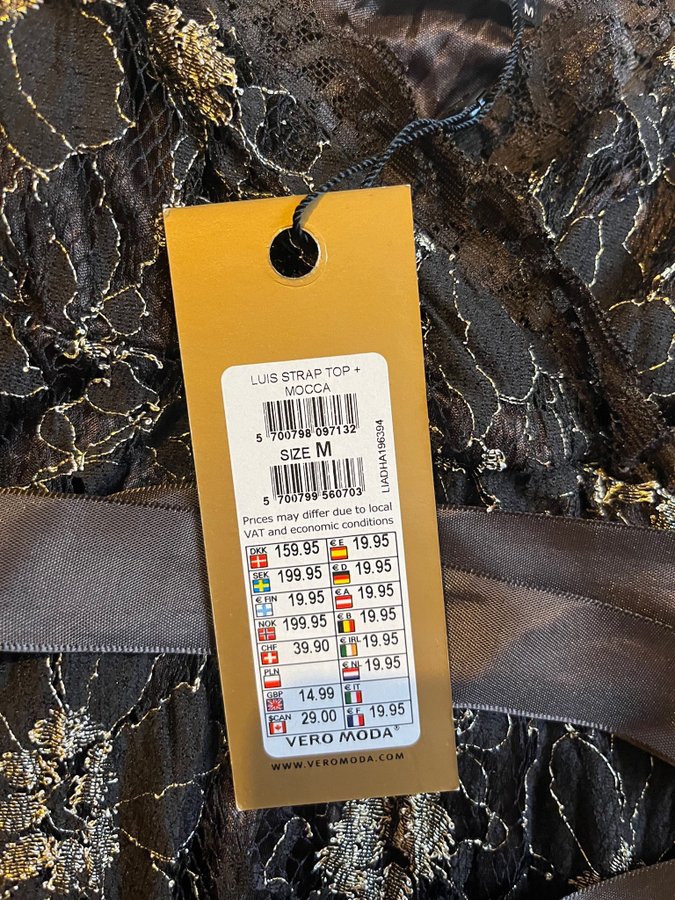 M
LUIS STRAP TOP +
MOCCA
5 700798 097132
SIZE M
5 700799 560703
LIADHA196394
Prices may differ due to local
VAT and economic conditions
DKK 159.95 € E 19.95
SEK 199.95 € D 19.95
€ FIN 19.95 € A 19.95
NOK 199.95 € B 19.95
CHF 39.90 € IRL 19.95
PLN € NL 19.95
GBP 14.99 € IT
$CAN 29.00 € F 19.95
VERO MODA®
WWW.VEROMODA.COM